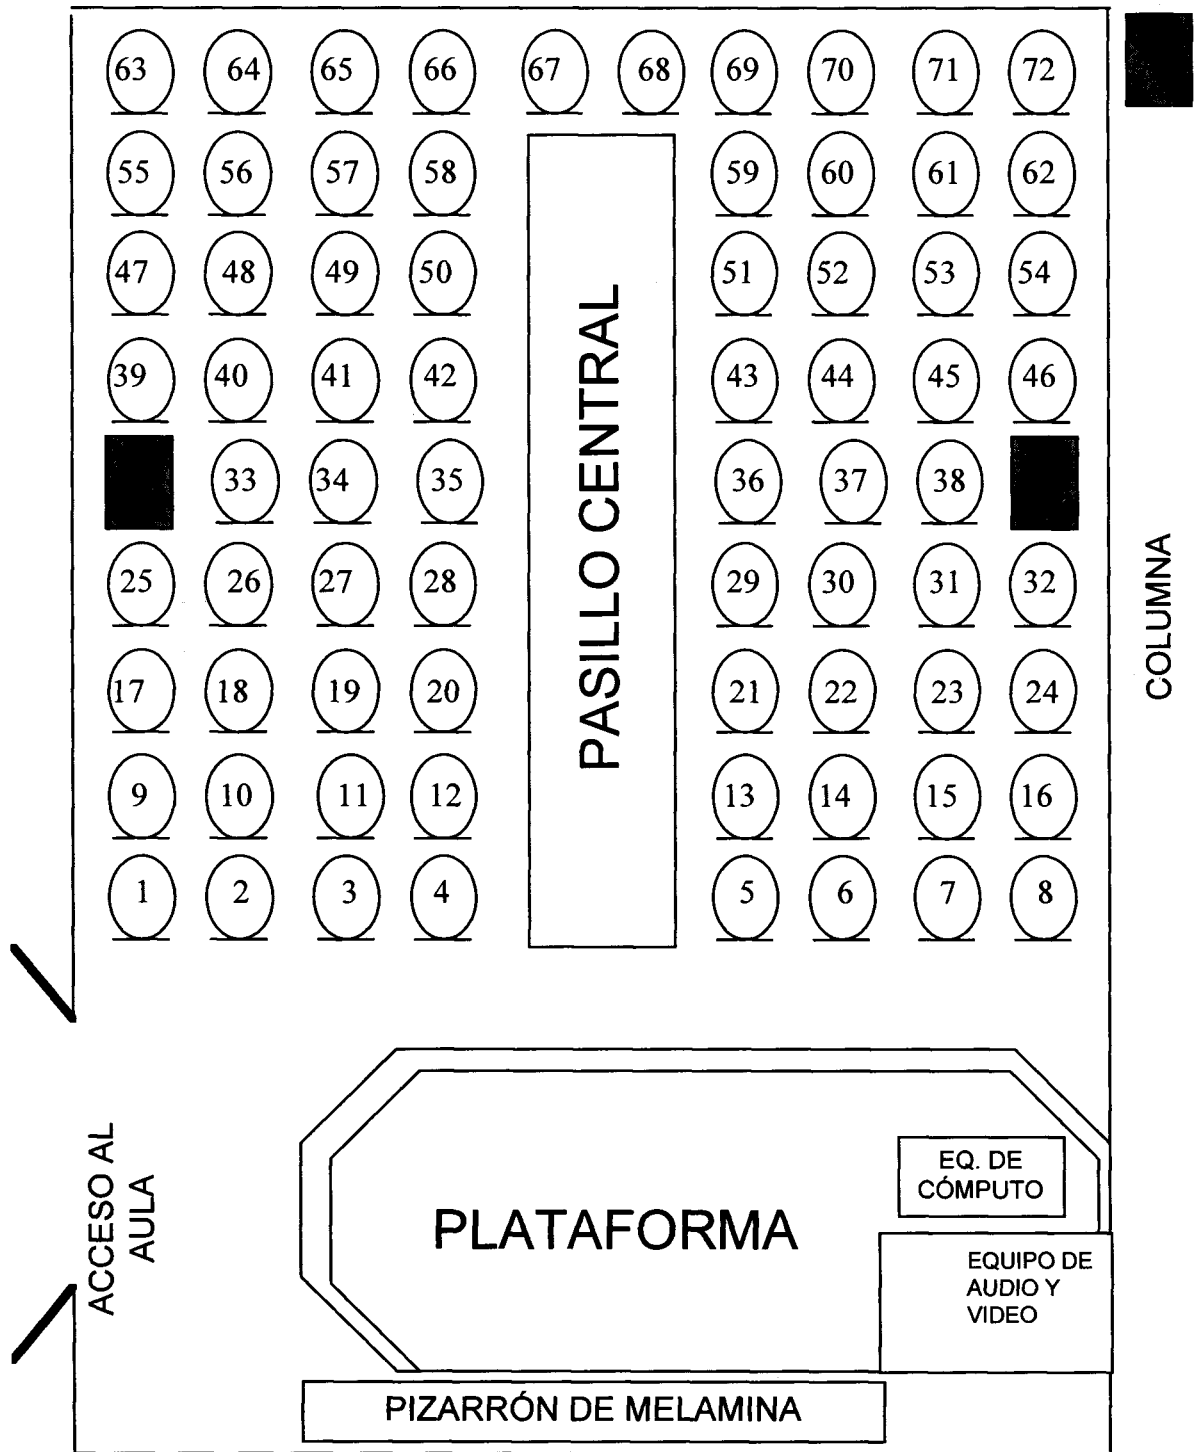 63 64 65 66 67 68 69 70 71 72
55 56 57 58 59 60 61 62
47 48 49 50 51 52 53 54
39 40 41 42 43 44 45 46
33 34 35 36 37 38
25 26 27 28 29 30 31 32
17 18 19 20 21 22 23 24
9 10 11 12 13 14 15 16
1 2 3 4 5 6 7 8
PASILLO CENTRAL
COLUMNA
ACCESO AL
AULA
PLATAFORMA
EQ. DE
CÓMPUTO
EQUIPO DE
AUDIO Y
VIDEO
PIZARRÓN DE MELAMINA